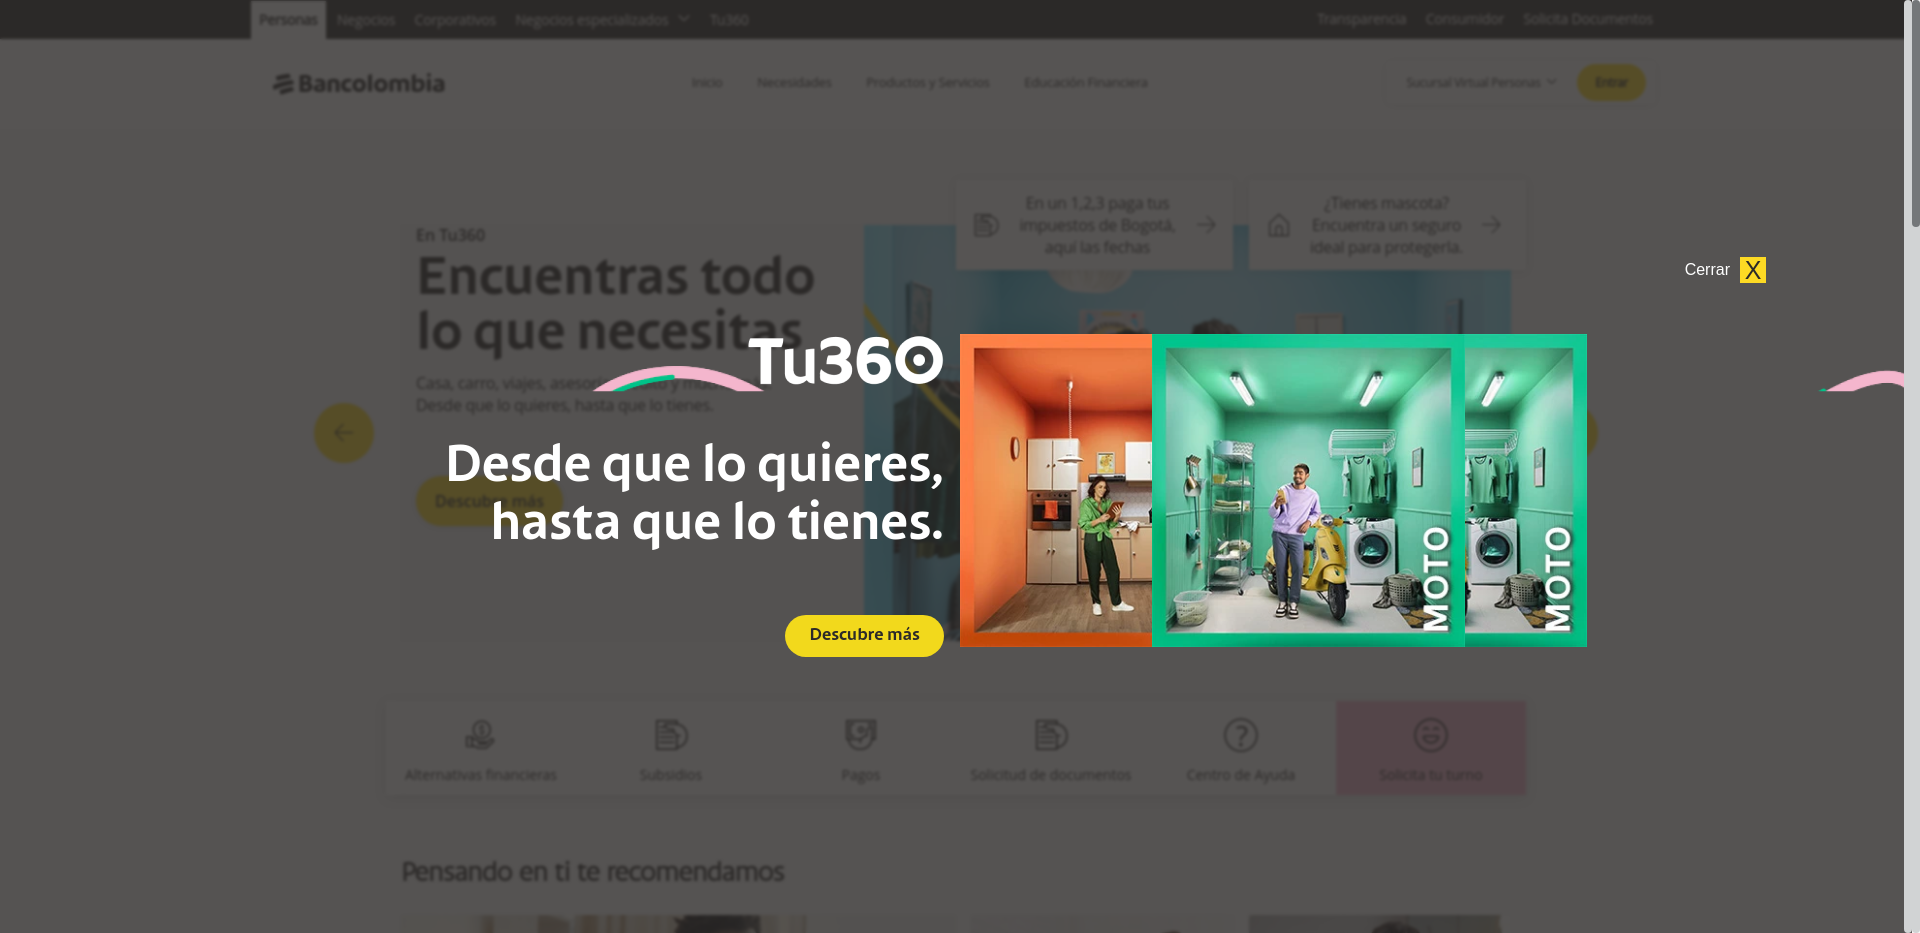 Personas
Negocios
Corporativos
Negocios especializados
Tu360
Transparencia
Consumidor
Solicita Documentos
Bancolombia
Inicio
Necesidades
Productos y Servicios
Educación Financiera
Sucursal Virtual Personas
Entrar
En un 1,2,3 paga tus
impuestos de Bogotá,
aquí las fechas
¿Tienes mascota?
Encuentra un seguro
ideal para protegerla.
En Tu360
Encuentras todo
lo que necesitas
Casa, carro, viajes, asesoría
Desde que lo quieres, hasta que lo tienes.
Descubre más
Cerrar X
Tu360
Desde que lo quieres,
hasta que lo tienes.
Descubre más
MOTO
MOTO
Alternativas financieras
Subsidios
Pagos
Solicitud de documentos
Centro de Ayuda
Solicita tu turno
Pensando en ti te recomendamos